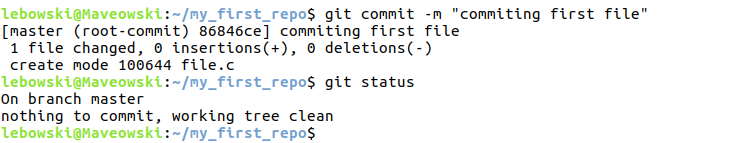 lebowski@Maveowski:~/my_first_repo$ git commit -m "commiting first file"
[master (root-commit) 86846ce] commiting first file
 1 file changed, 0 insertions(+), 0 deletions(-)
 create mode 100644 file.c
lebowski@Maveowski:~/my_first_repo$ git status
On branch master
nothing to commit, working tree clean
lebowski@Maveowski:~/my_first_repo$